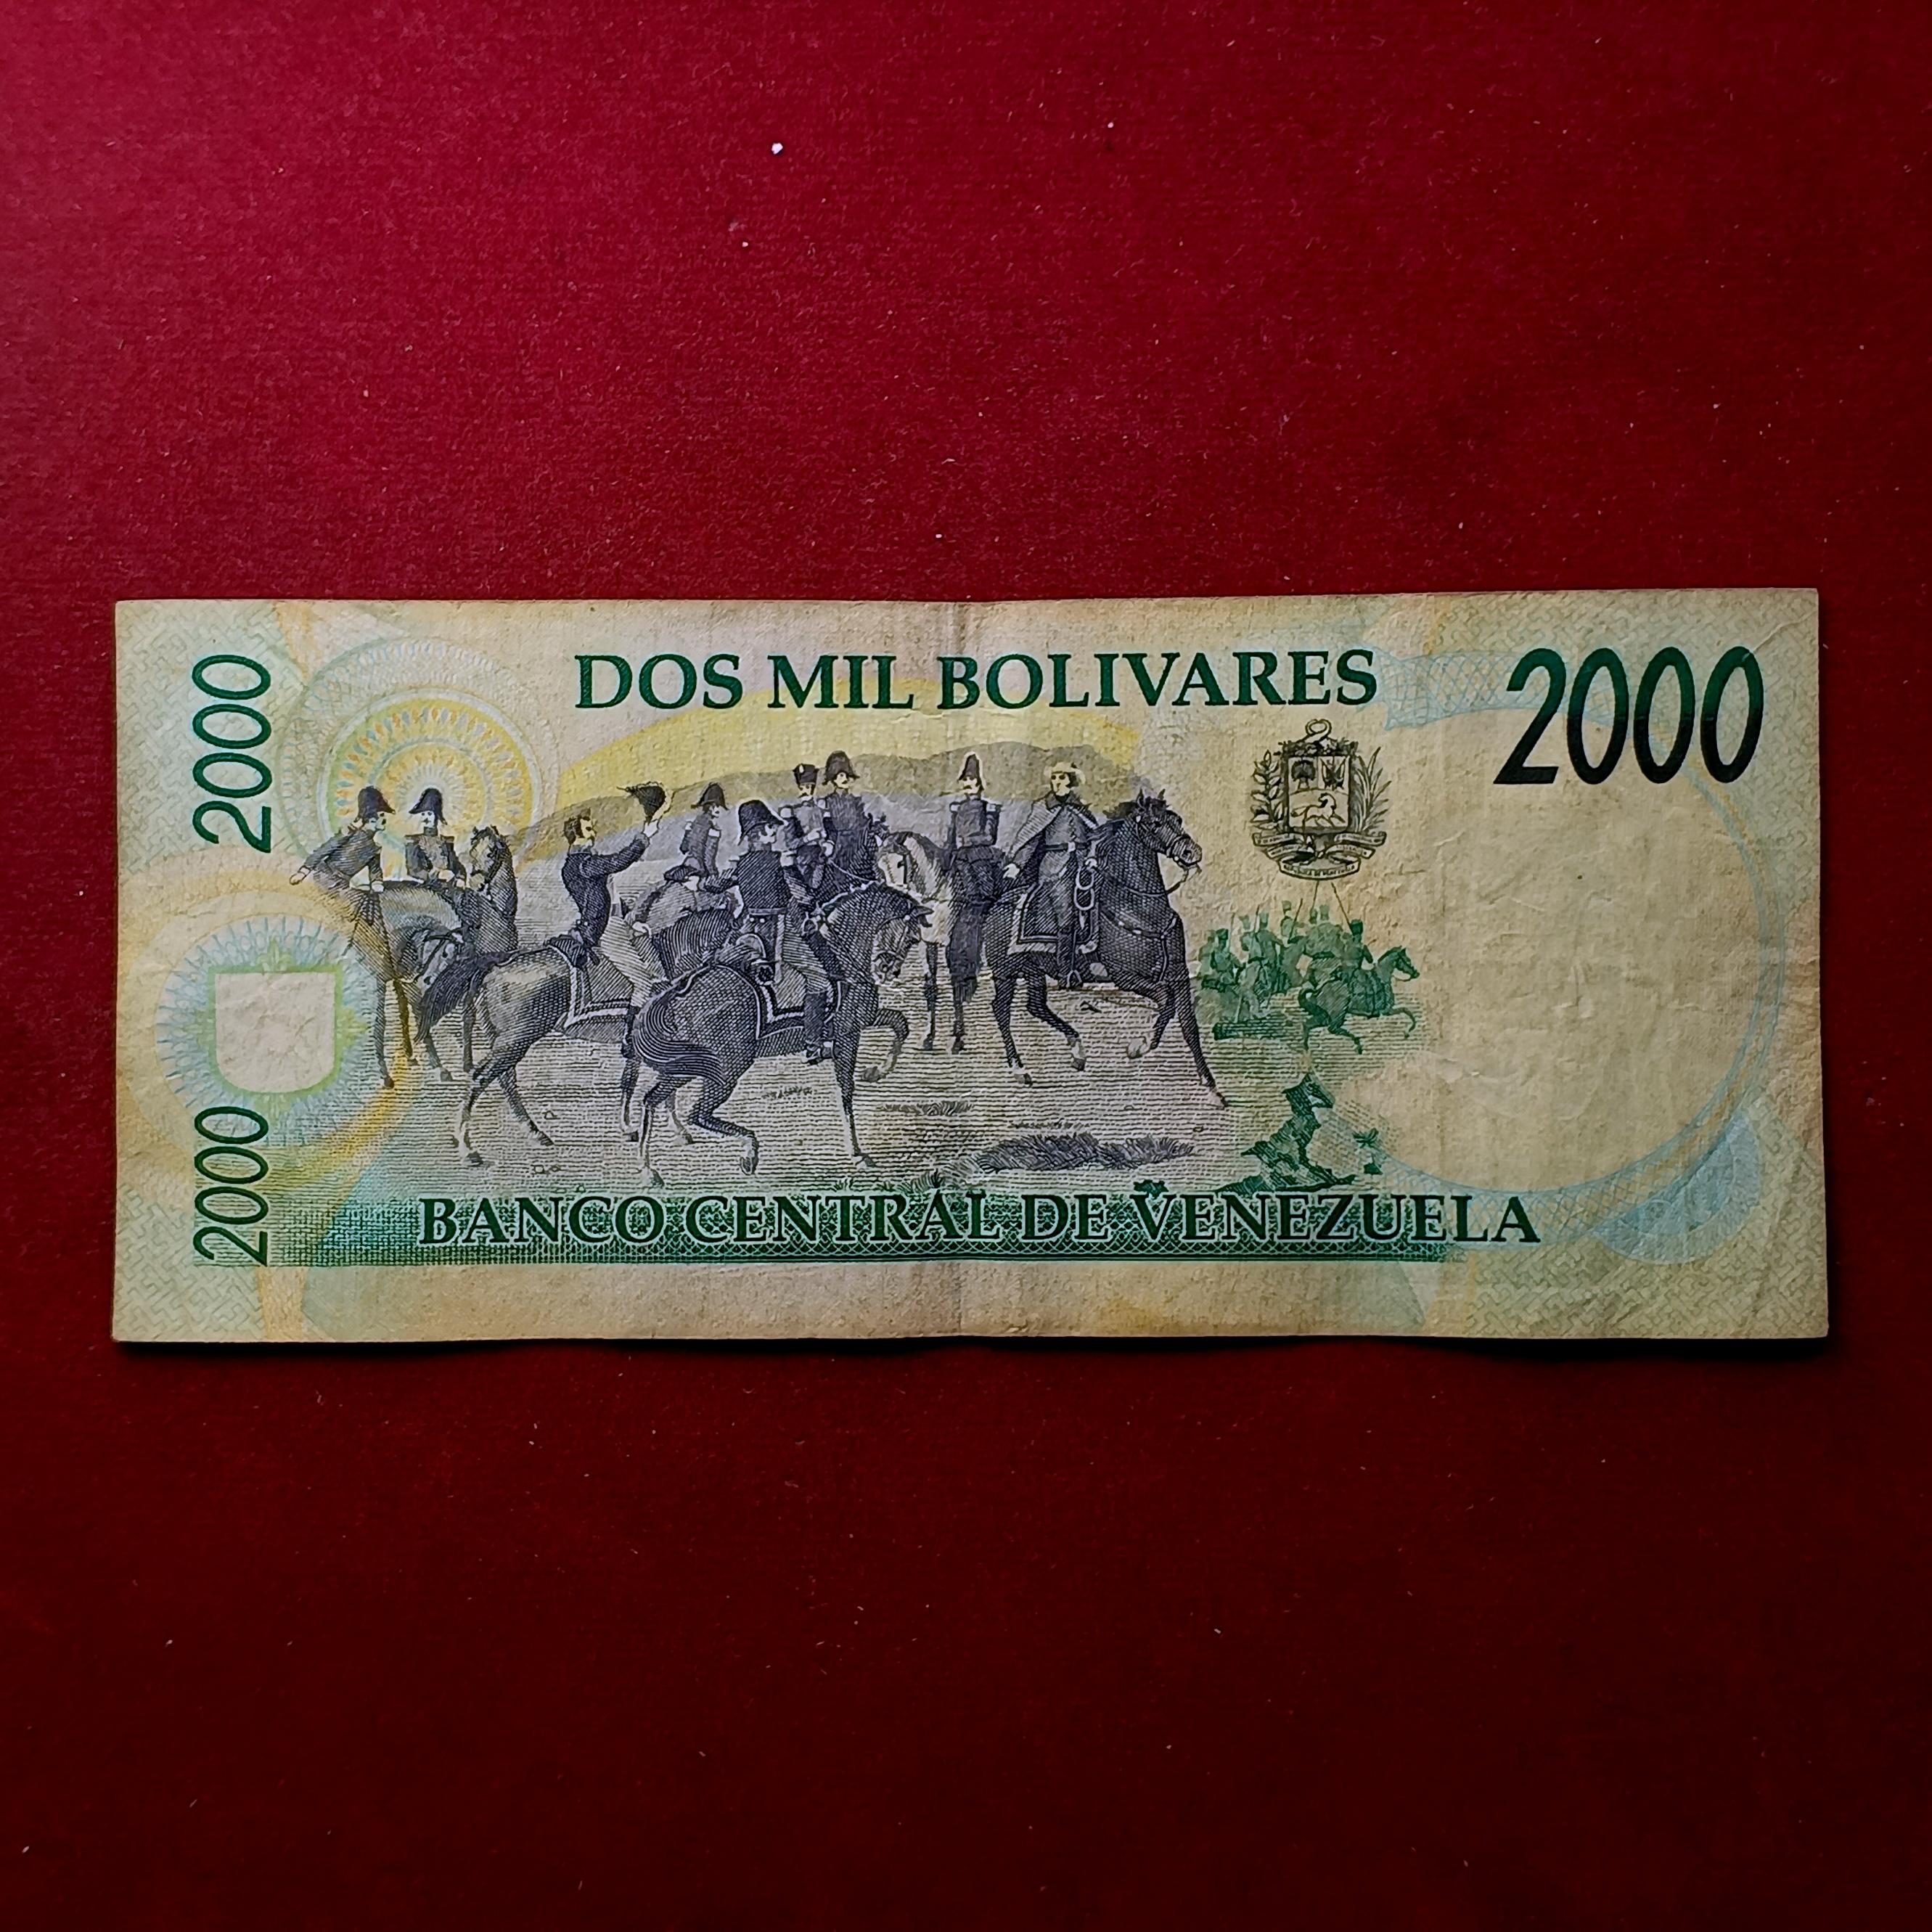 2000
DOS MIL BOLIVARES
2000
2000
BANCO CENTRAL DE VENEZUELA